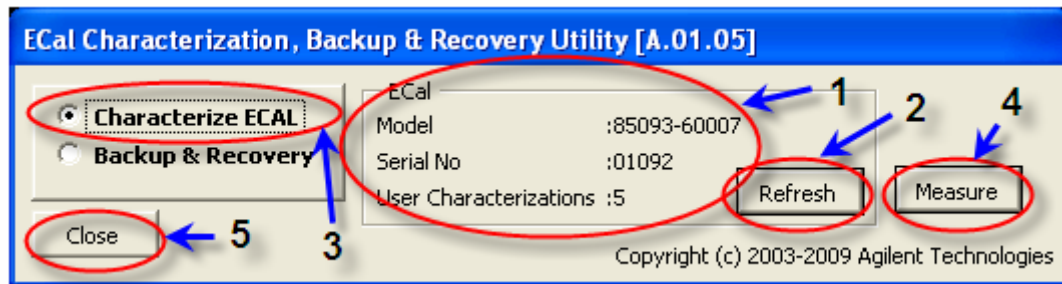 ECal Characterization, Backup & Recovery Utility [A.01.05]
Characterize ECAL
Backup & Recovery
ECal
Model :85093-60007
Serial No :01092
User Characterizations :5
1
2
4
Refresh
Measure
Close
5
3
Copyright (c) 2003-2009 Agilent Technologies